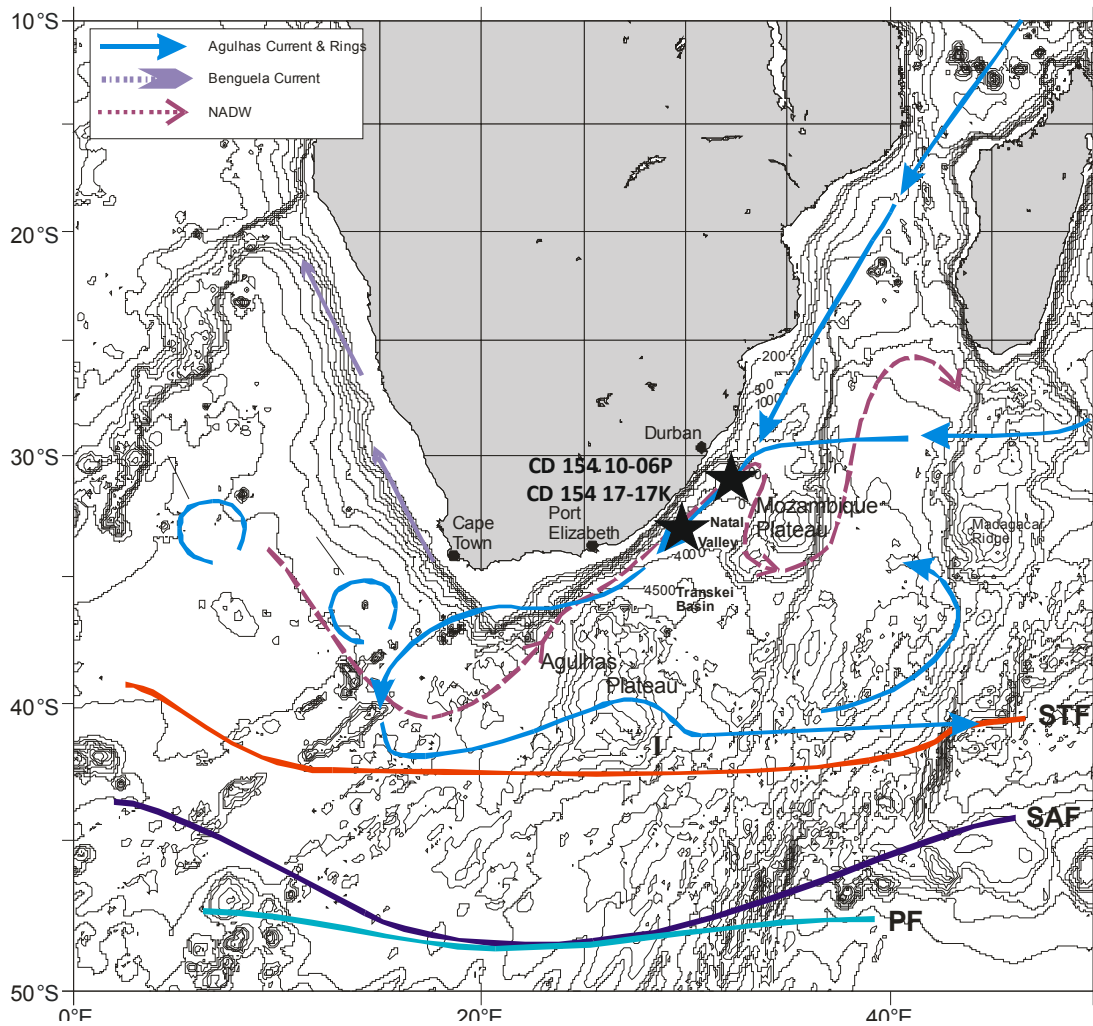 10°S
Agulhas Current & Rings
Benguela Current
NADW
20°S
200
500
1000
Durban
30°S
CD 154 10-06P
CD 154 17-17K
Port
Elizabeth
Cape
Town
Natal
Valley
Mozambique
Plateau
Madagacar
Ridge
4000
4500
Transkei
Basin
Agulhas
Plateau
40°S
STF
SAF
PF
50°S
0°E
20°E
40°E